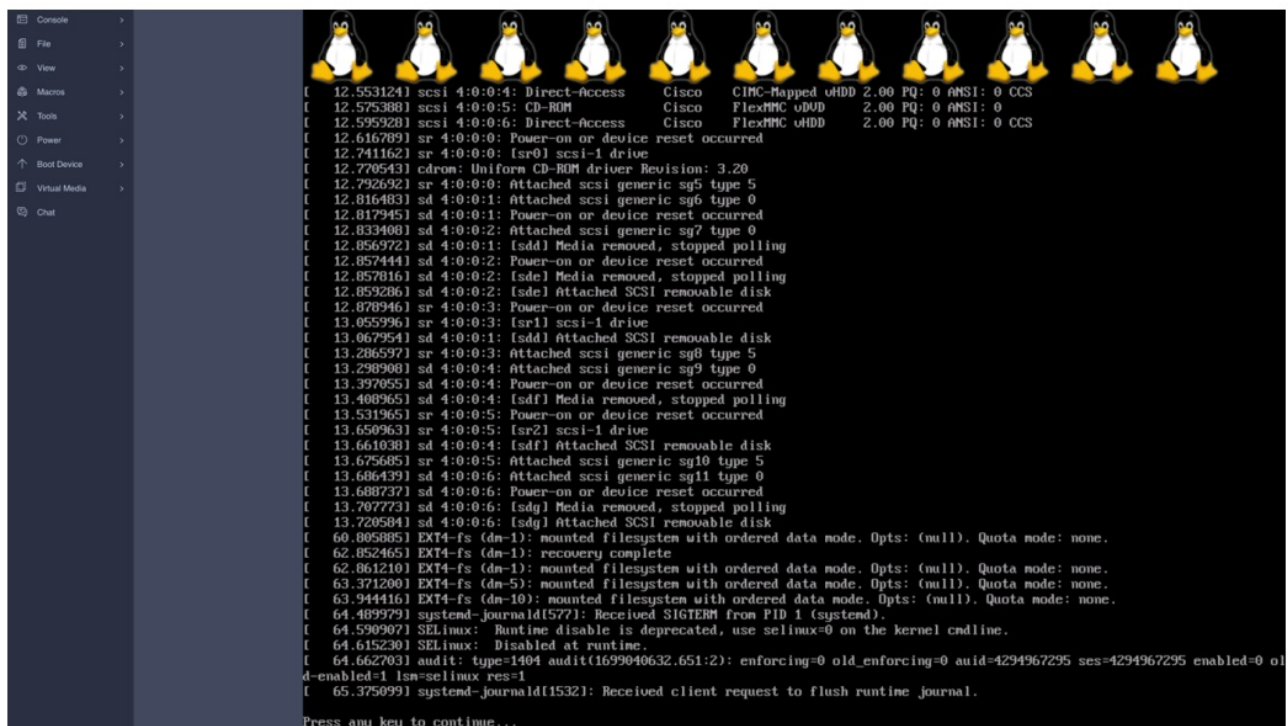 Console
File
View
Macros
Tools
Power
Boot Device
Virtual Media
Chat
[   12.553124] scsi 4:0:0:4: Direct-Access     Cisco    CIMC-Mapped vHDD 2.00 PQ: 0 ANSI: 0 CCS
[   12.575388] scsi 4:0:0:5: CD-ROM            Cisco    FlexMMC vDVD     2.00 PQ: 0 ANSI: 0
[   12.595928] scsi 4:0:0:6: Direct-Access     Cisco    FlexMMC vHDD     2.00 PQ: 0 ANSI: 0 CCS
[   12.616789] sr 4:0:0:0: Power-on or device reset occurred
[   12.741162] sr 4:0:0:0: [sr0] scsi-1 drive
[   12.770543] cdrom: Uniform CD-ROM driver Revision: 3.20
[   12.792692] sr 4:0:0:0: Attached scsi generic sg5 type 5
[   12.816483] sd 4:0:0:1: Attached scsi generic sg6 type 0
[   12.817945] sd 4:0:0:1: Power-on or device reset occurred
[   12.833408] sd 4:0:0:2: Attached scsi generic sg7 type 0
[   12.856972] sd 4:0:0:1: [sdd] Media removed, stopped polling
[   12.857444] sd 4:0:0:2: Power-on or device reset occurred
[   12.857816] sd 4:0:0:2: [sde] Media removed, stopped polling
[   12.859286] sd 4:0:0:2: [sde] Attached SCSI removable disk
[   12.878946] sr 4:0:0:3: Power-on or device reset occurred
[   13.055996] sr 4:0:0:3: [sr1] scsi-1 drive
[   13.067954] sd 4:0:0:1: [sdd] Attached SCSI removable disk
[   13.286597] sr 4:0:0:3: Attached scsi generic sg8 type 5
[   13.298908] sd 4:0:0:4: Attached scsi generic sg9 type 0
[   13.397055] sd 4:0:0:4: Power-on or device reset occurred
[   13.408965] sd 4:0:0:4: [sdf] Media removed, stopped polling
[   13.531965] sr 4:0:0:5: Power-on or device reset occurred
[   13.650963] sr 4:0:0:5: [sr2] scsi-1 drive
[   13.661038] sd 4:0:0:4: [sdf] Attached SCSI removable disk
[   13.675685] sr 4:0:0:5: Attached scsi generic sg10 type 5
[   13.686439] sd 4:0:0:6: Attached scsi generic sg11 type 0
[   13.688737] sd 4:0:0:6: Power-on or device reset occurred
[   13.707773] sd 4:0:0:6: [sdg] Media removed, stopped polling
[   13.720584] sd 4:0:0:6: [sdg] Attached SCSI removable disk
[   60.805885] EXT4-fs (dm-1): mounted filesystem with ordered data mode. Opts: (null). Quota mode: none.
[   62.852465] EXT4-fs (dm-1): recovery complete
[   62.861210] EXT4-fs (dm-1): mounted filesystem with ordered data mode. Opts: (null). Quota mode: none.
[   63.371200] EXT4-fs (dm-5): mounted filesystem with ordered data mode. Opts: (null). Quota mode: none.
[   63.944416] EXT4-fs (dm-10): mounted filesystem with ordered data mode. Opts: (null). Quota mode: none.
[   64.489979] systemd-journald[577]: Received SIGTERM from PID 1 (systemd).
[   64.590907] SELinux:  Runtime disable is deprecated, use selinux=0 on the kernel cmdline.
[   64.615230] SELinux:  Disabled at runtime.
[   64.662703] audit: type=1404 audit(1699040632.651:2): enforcing=0 old_enforcing=0 auid=4294967295 ses=4294967295 enabled=0 ol
d-enabled=1 lsm=selinux res=1
[   65.375099] systemd-journald[1532]: Received client request to flush runtime journal.
Press any key to continue...